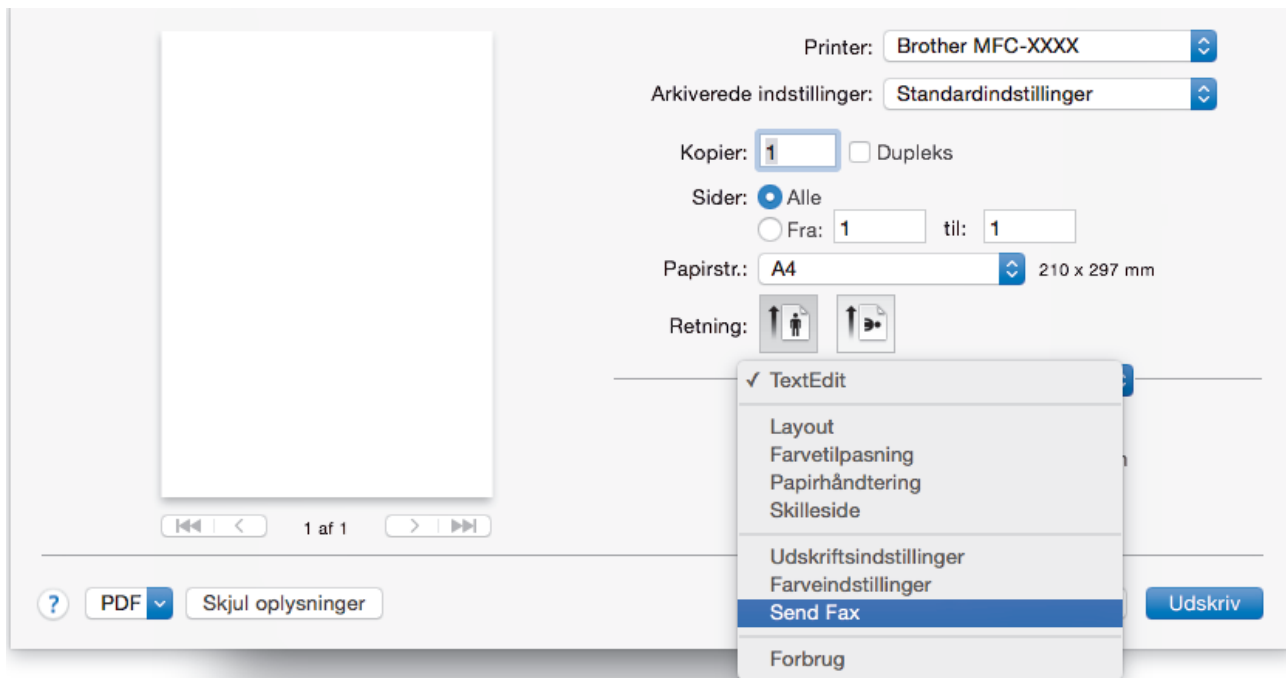 Printer: Brother MFC-XXXX
Arkiverede indstillinger: Standardindstillinger
Kopier: 1 Dupleks
Sider: Alle
Fra: 1 til: 1
Papirstr.: A4 210 x 297 mm
Retning:
✓ TextEdit
Layout
Farvetilpasning
Papirhåndtering
Skilleside
Udskriftsindstillinger
Farveindstillinger
Send Fax
Forbrug
1 af 1
? PDF Skjul oplysninger Udskriv